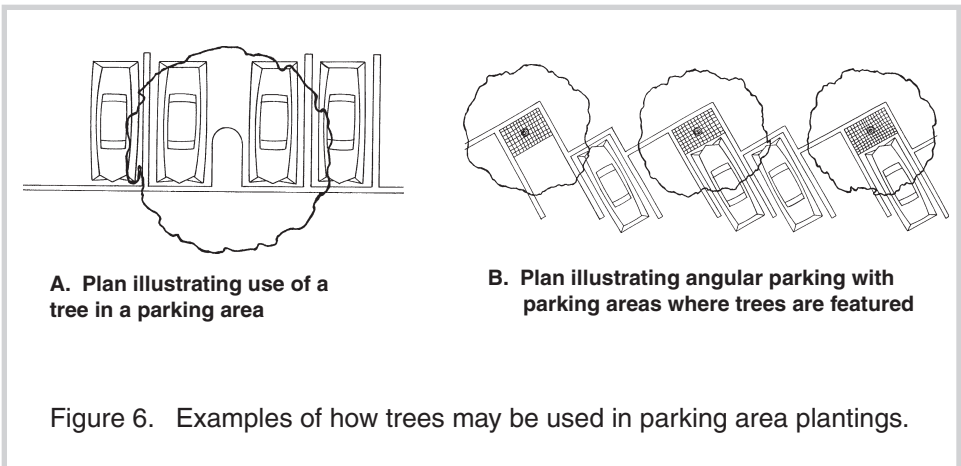 A. Plan illustrating use of a
tree in a parking area
B. Plan illustrating angular parking with
parking areas where trees are featured
Figure 6. Examples of how trees may be used in parking area plantings.